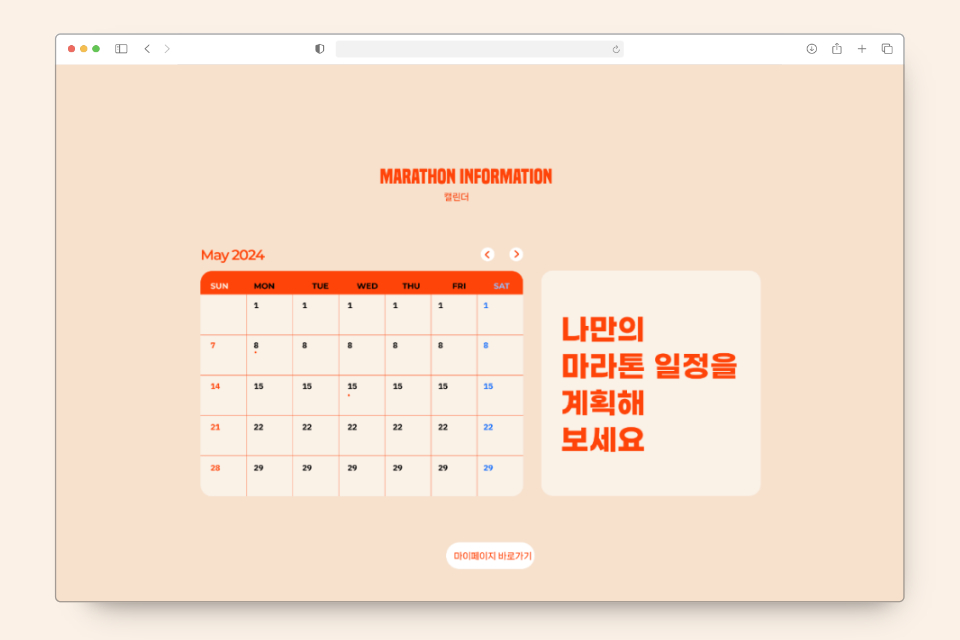 MARATHON INFORMATION
캘린더
May 2024
SUN MON TUE WED THU FRI SAT
1 1 1 1 1 1
7 8 8 8 8 8 8
14 15 15 15 15 15 15
21 22 22 22 22 22 22
28 29 29 29 29 29 29
나만의
마라톤 일정을
계획해
보세요
마이페이지 바로가기